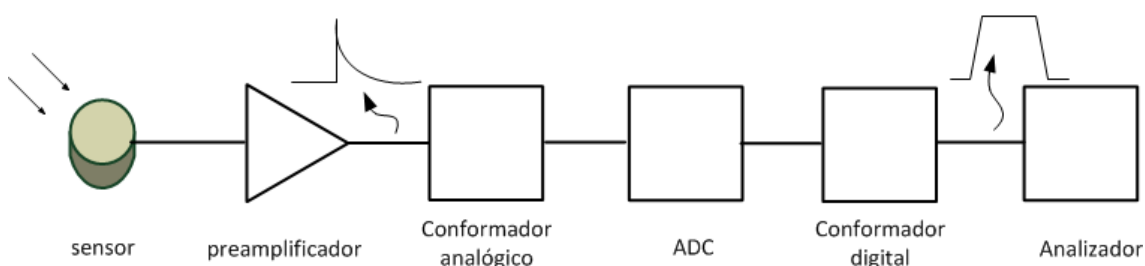 sensor
preamplificador
Conformador
analógico
ADC
Conformador
digital
Analizador